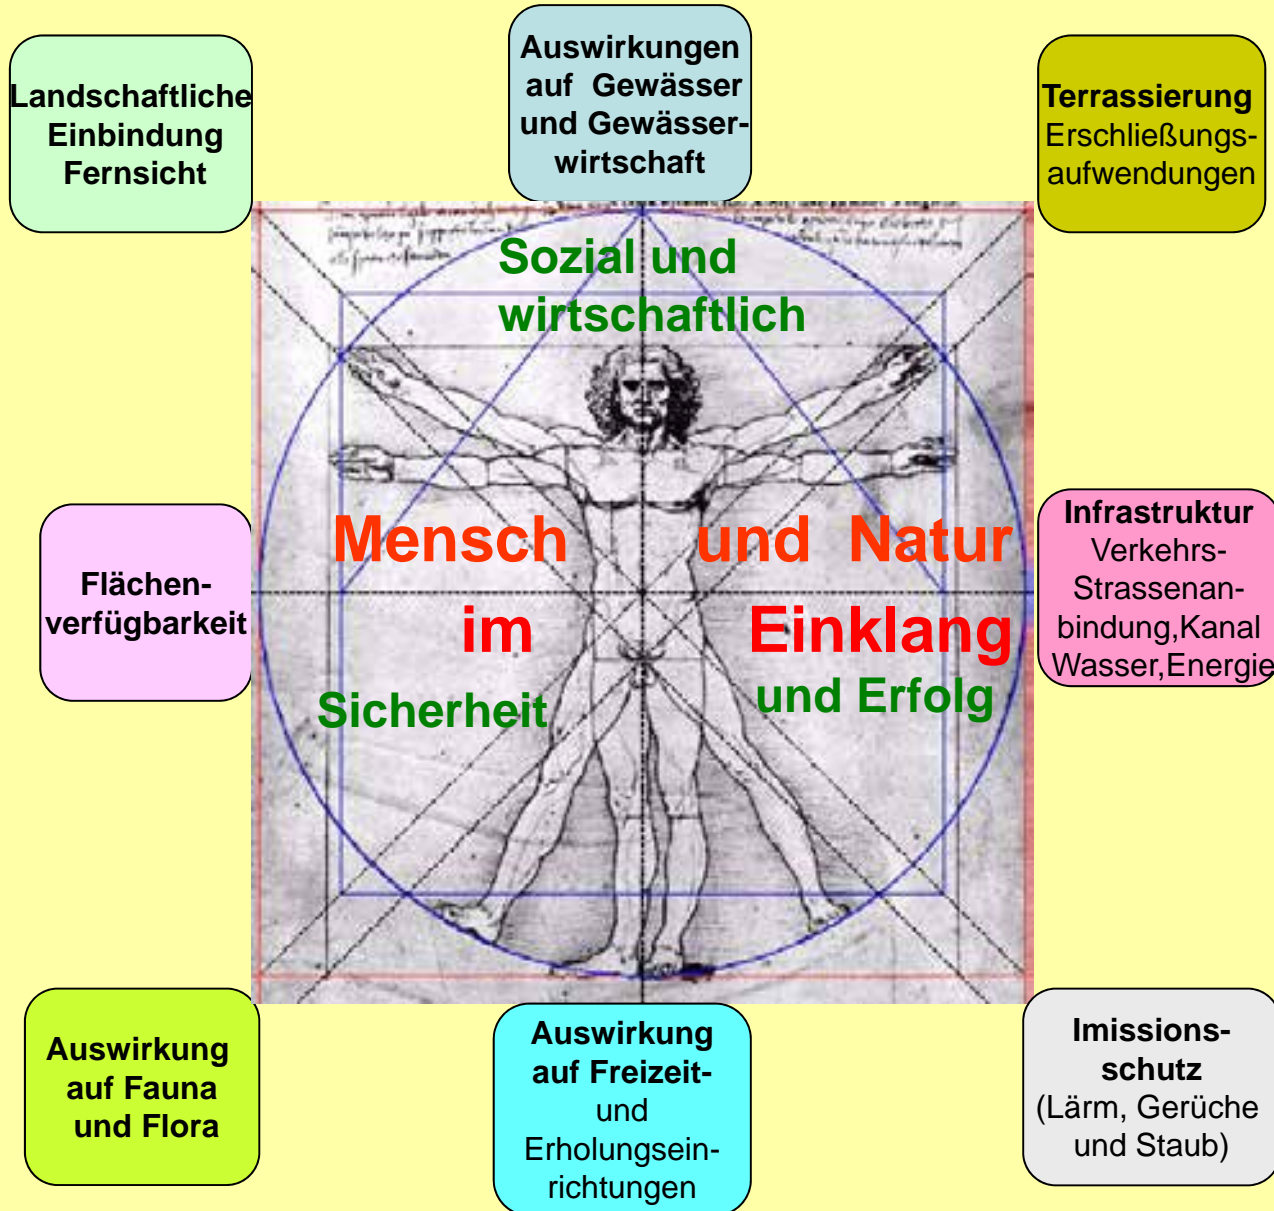 Landschaftliche
Einbindung
Fernsicht
Auswirkungen
auf Gewässer
und Gewässer-
wirtschaft
Terrassierung
Erschließungs-
aufwendungen
Sozial und
wirtschaftlich
Flächen-
verfügbarkeit
Mensch und Natur
im Einklang
Sicherheit und Erfolg
Infrastruktur
Verkehrs-
Strassenan-
bindung,Kanal
Wasser,Energie
Auswirkung
auf Fauna
und Flora
Auswirkung
auf Freizeit-
und
Erholungsein-
richtungen
Imissions-
schutz
(Lärm, Gerüche
und Staub)